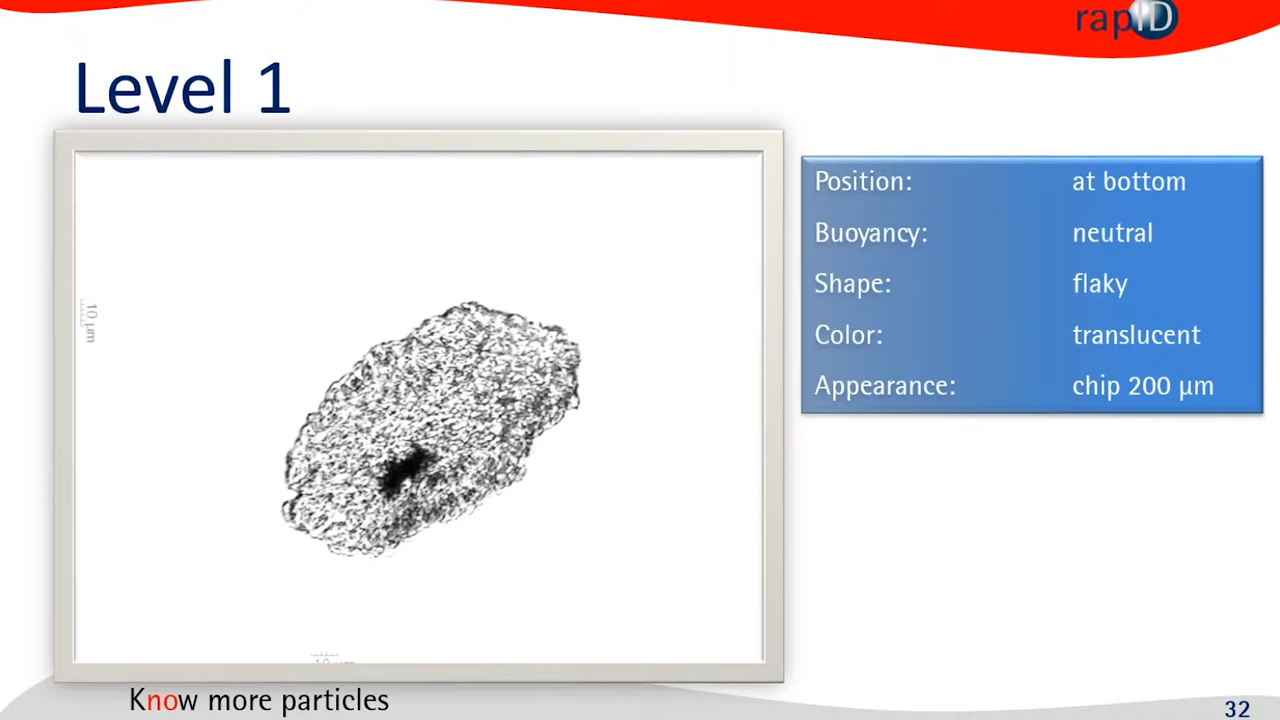 rapID
Level 1
Position: at bottom
Buoyancy: neutral
Shape: flaky
Color: translucent
Appearance: chip 200 µm
10 µm
Know more particles
32